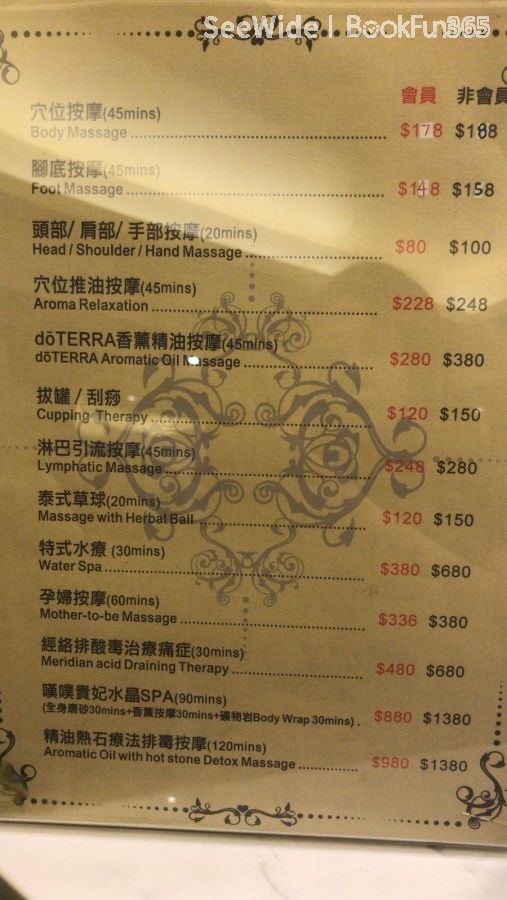 SeeWide | BookFun365
會員 非會員
穴位按摩(45mins)
Body Massage $178 $188
腳底按摩(45mins)
Foot Massage $148 $158
頭部/ 肩部/ 手部按摩(20mins)
Head / Shoulder / Hand Massage $80 $100
穴位推油按摩(45mins)
Aroma Relaxation $228 $248
dōTERRA香薰精油按摩(45mins)
dōTERRA Aromatic Oil Massage $280 $380
拔罐 / 刮痧
Cupping Therapy $120 $150
淋巴引流按摩(45mins)
Lymphatic Massage $248 $280
泰式草球(20mins)
Massage with Herbal Ball $120 $150
特式水療 (30mins)
Water Spa $380 $680
孕婦按摩(60mins)
Mother-to-be Massage $336 $380
經絡排酸毒治療痛症(30mins)
Meridian acid Draining Therapy $480 $680
嘆噗貴妃水晶SPA(90mins)
(全身磨砂30mins+香薰按摩30mins+礦物岩Body Wrap 30mins) . $880 $1380
精油熱石療法排毒按摩(120mins)
Aromatic Oil with hot stone Detox Massage $980 $1380